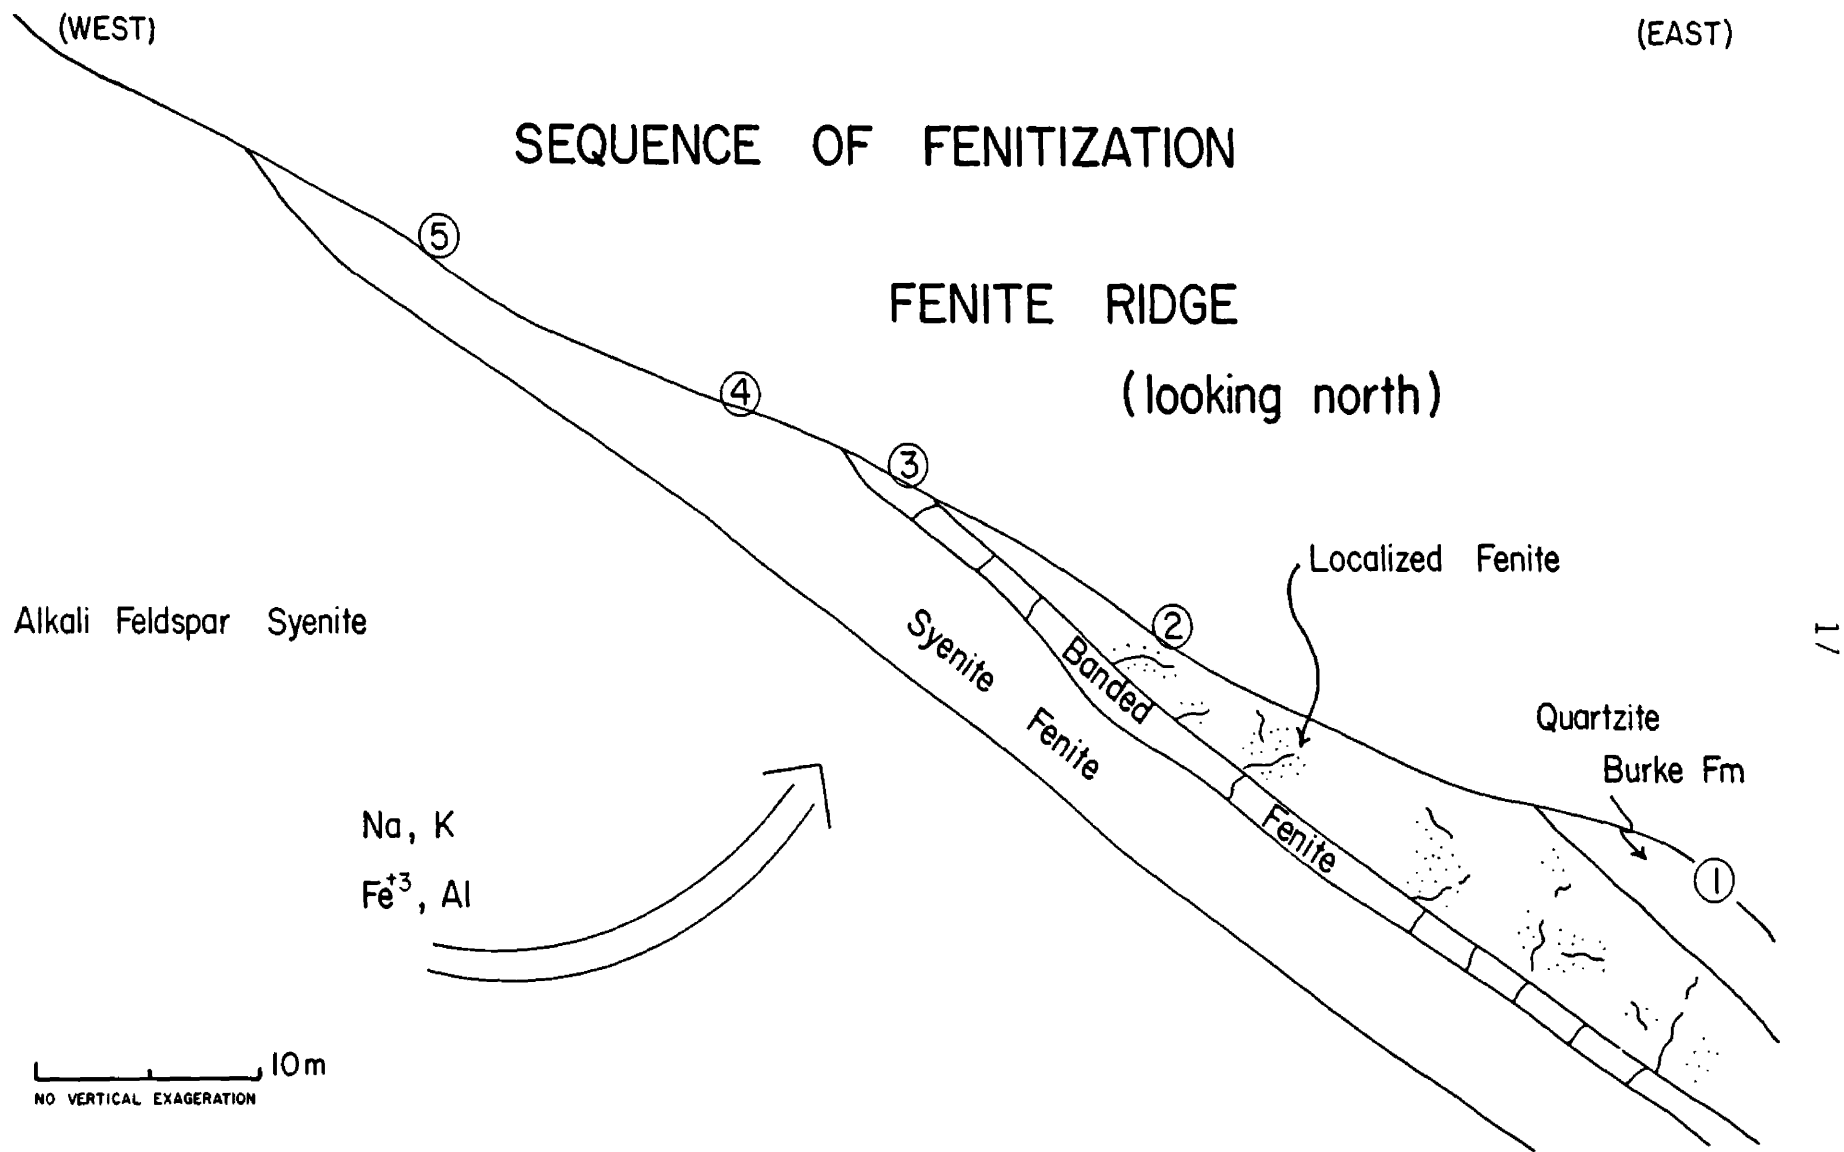 (WEST)
(EAST)
SEQUENCE OF FENITIZATION
FENITE RIDGE
(looking north)
5
4
3
2
1
Localized Fenite
Quartzite
Burke Fm
Alkali Feldspar Syenite
Syenite Fenite
Banded Fenite
Na, K
Fe+3, Al
10m
NO VERTICAL EXAGERATION
17